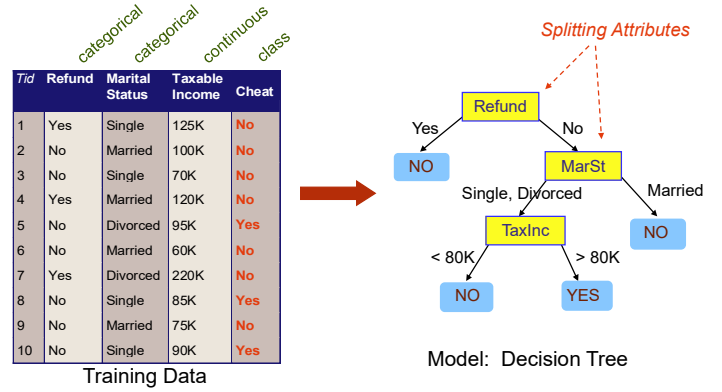 categorical
categorical
continuous
class
Tid Refund Marital Status Taxable Income Cheat
1 Yes Single 125K No
2 No Married 100K No
3 No Single 70K No
4 Yes Married 120K No
5 No Divorced 95K Yes
6 No Married 60K No
7 Yes Divorced 220K No
8 No Single 85K Yes
9 No Married 75K No
10 No Single 90K Yes
Training Data
Splitting Attributes
Refund
Yes No
NO MarSt
Single, Divorced Married
TaxInc NO
< 80K > 80K
NO YES
Model: Decision Tree